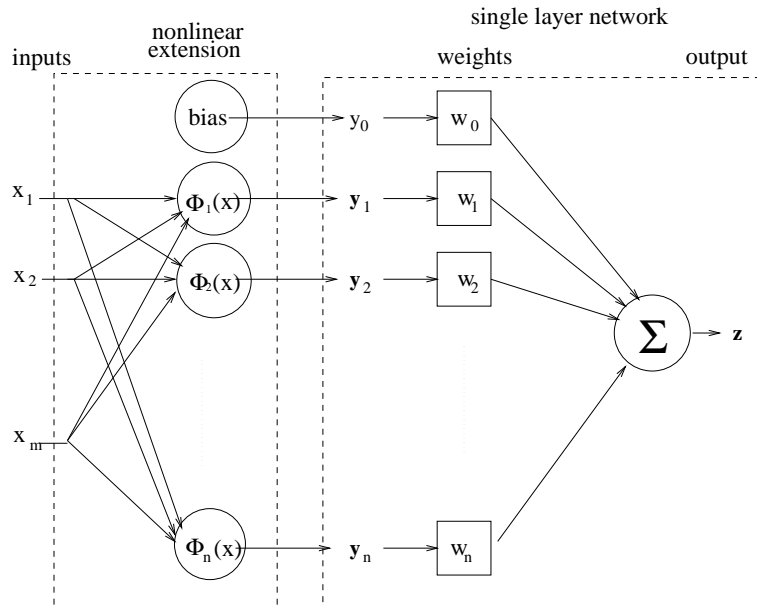 single layer network
nonlinear
extension
inputs
weights
output
bias
y0
w0
x1
Φ1(x)
y1
w1
x2
Φ2(x)
y2
w2
Σ
z
xm
Φn(x)
yn
wn